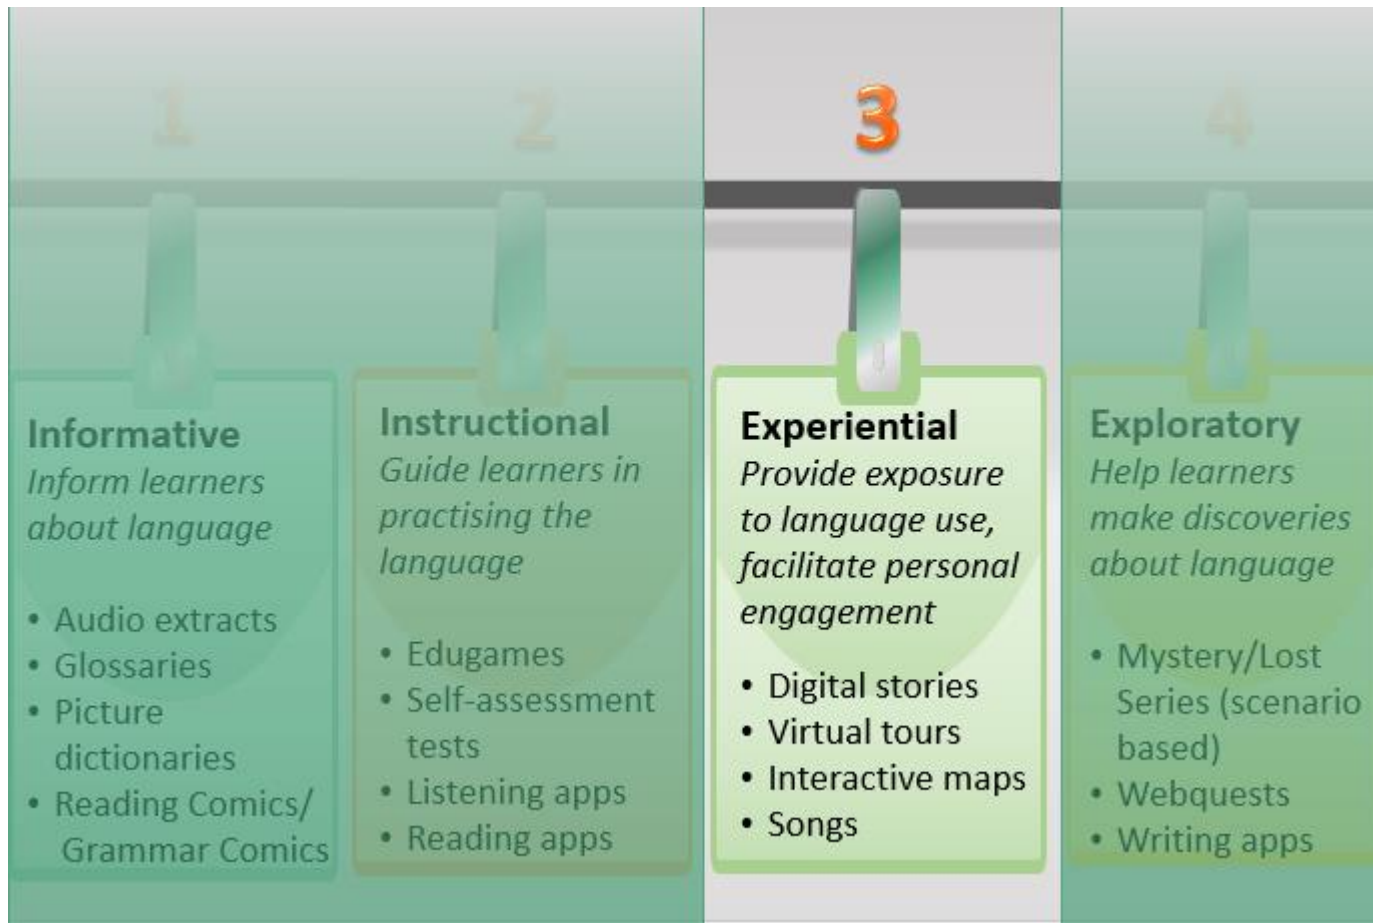 1
2
3
4
Informative
Inform learners
about language
• Audio extracts
• Glossaries
• Picture
dictionaries
• Reading Comics/
Grammar Comics
Instructional
Guide learners in
practising the
language
• Edugames
• Self-assessment
tests
• Listening apps
• Reading apps
Experiential
Provide exposure
to language use,
facilitate personal
engagement
• Digital stories
• Virtual tours
• Interactive maps
• Songs
Exploratory
Help learners
make discoveries
about language
• Mystery/Lost
Series (scenario
based)
• Webquests
• Writing apps